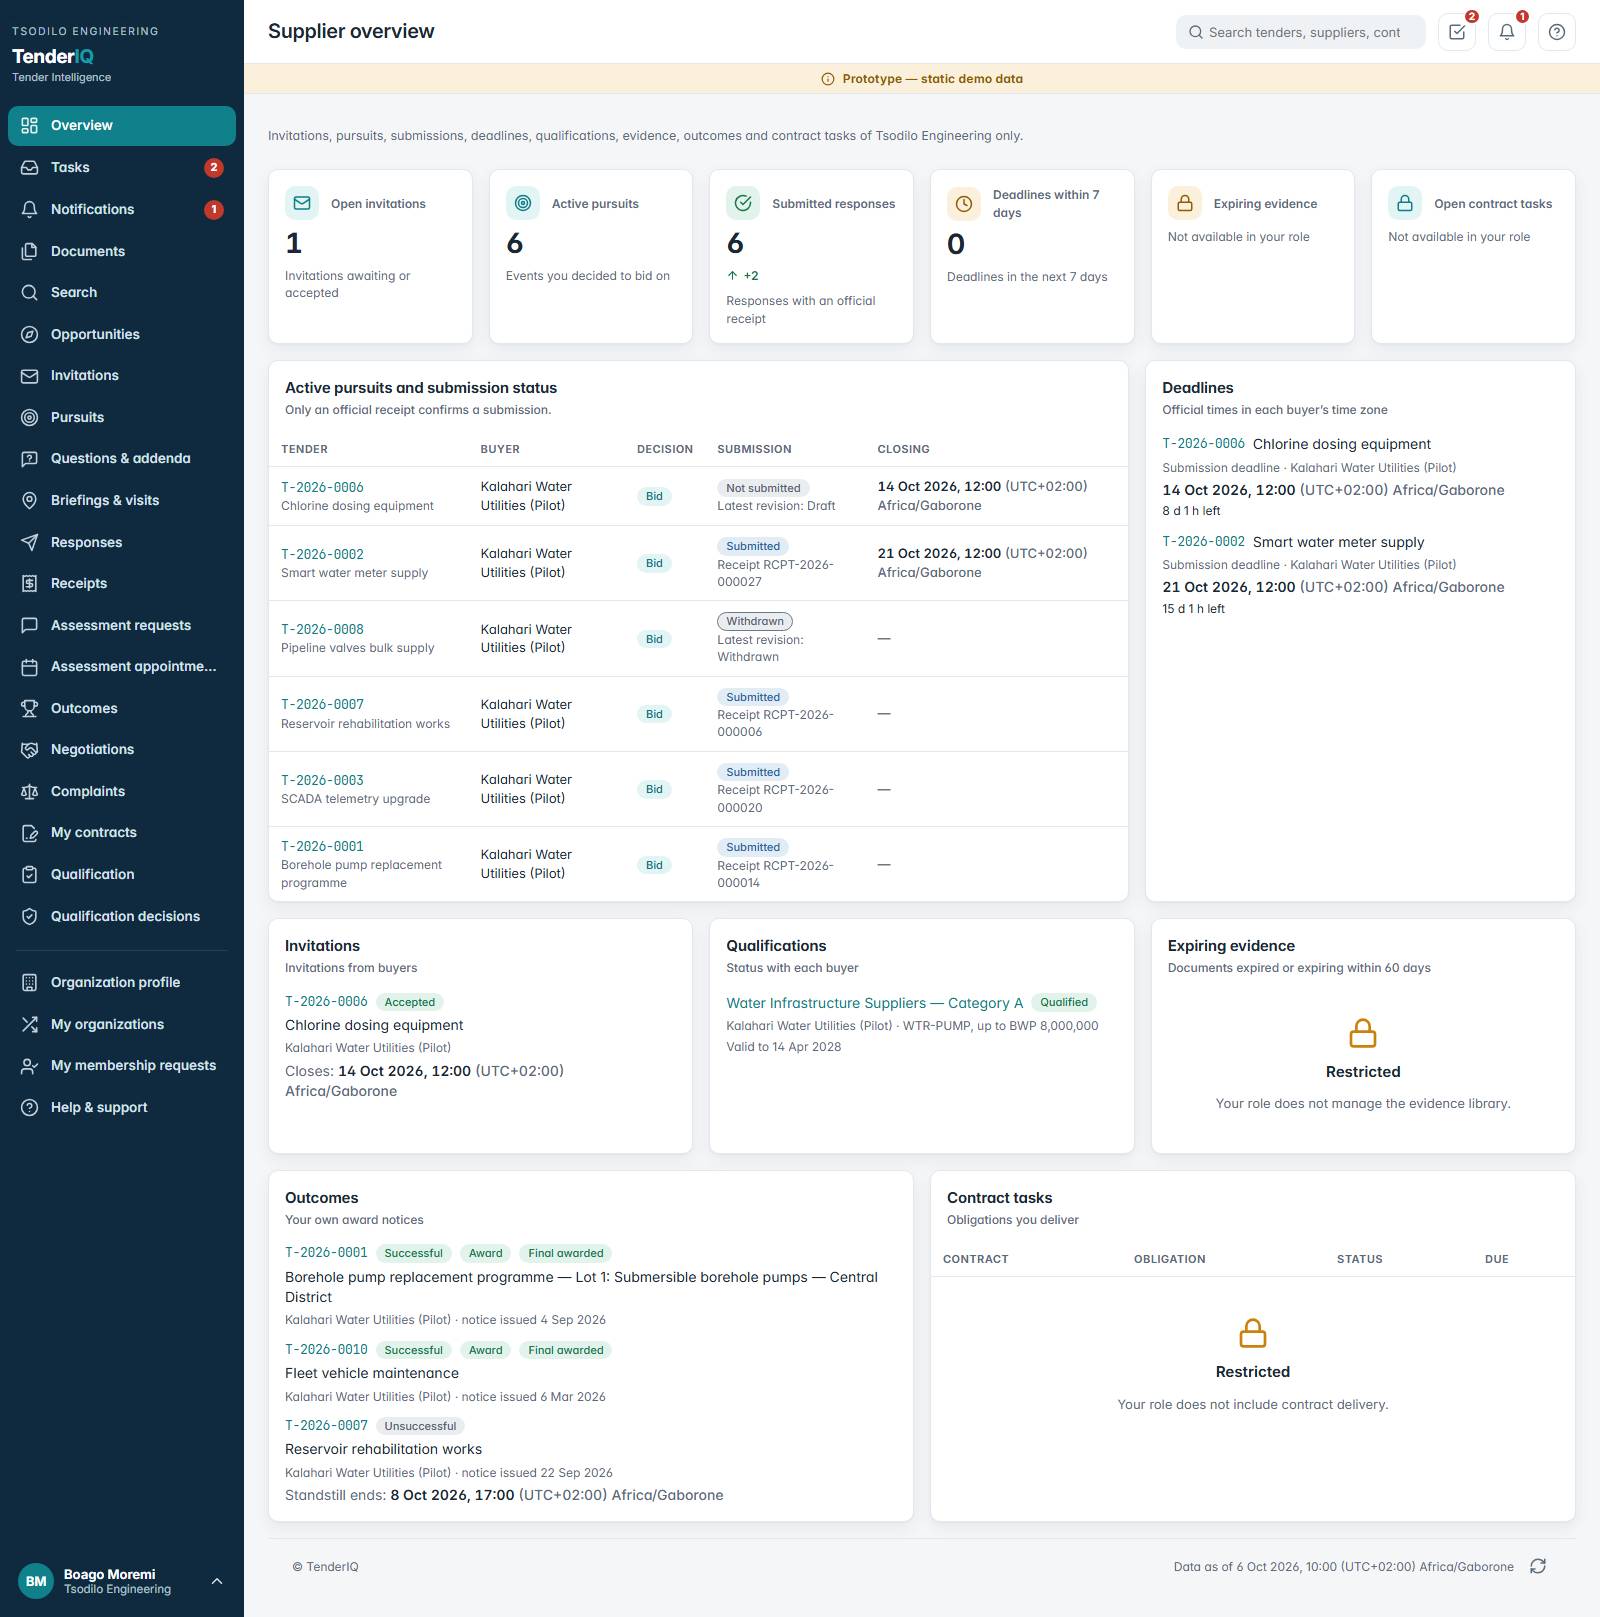 TSODILO ENGINEERING
TenderIQ
Tender Intelligence
Overview
Tasks 2
Notifications 1
Documents
Search
Opportunities
Invitations
Pursuits
Questions & addenda
Briefings & visits
Responses
Receipts
Assessment requests
Assessment appointme...
Outcomes
Negotiations
Complaints
My contracts
Qualification
Qualification decisions
Organization profile
My organizations
My membership requests
Help & support
BM
Boago Moremi
Tsodilo Engineering
Supplier overview
Search tenders, suppliers, cont
2
1
Prototype — static demo data
Invitations, pursuits, submissions, deadlines, qualifications, evidence, outcomes and contract tasks of Tsodilo Engineering only.
Open invitations
1
Invitations awaiting or
accepted
Active pursuits
6
Events you decided to bid on
Submitted responses
6
+2
Responses with an official
receipt
Deadlines within 7
days
0
Deadlines in the next 7 days
Expiring evidence
Not available in your role
Open contract tasks
Not available in your role
Active pursuits and submission status
Only an official receipt confirms a submission.
TENDER BUYER DECISION SUBMISSION CLOSING
T-2026-0006
Chlorine dosing equipment
Kalahari Water
Utilities (Pilot)
Bid
Not submitted
Latest revision: Draft
14 Oct 2026, 12:00 (UTC+02:00)
Africa/Gaborone
T-2026-0002
Smart water meter supply
Kalahari Water
Utilities (Pilot)
Bid
Submitted
Receipt RCPT-2026-
000027
21 Oct 2026, 12:00 (UTC+02:00)
Africa/Gaborone
T-2026-0008
Pipeline valves bulk supply
Kalahari Water
Utilities (Pilot)
Bid
Withdrawn
Latest revision:
Withdrawn
—
T-2026-0007
Reservoir rehabilitation works
Kalahari Water
Utilities (Pilot)
Bid
Submitted
Receipt RCPT-2026-
000006
—
T-2026-0003
SCADA telemetry upgrade
Kalahari Water
Utilities (Pilot)
Bid
Submitted
Receipt RCPT-2026-
000020
—
T-2026-0001
Borehole pump replacement
programme
Kalahari Water
Utilities (Pilot)
Bid
Submitted
Receipt RCPT-2026-
000014
—
Deadlines
Official times in each buyer's time zone
T-2026-0006 Chlorine dosing equipment
Submission deadline · Kalahari Water Utilities (Pilot)
14 Oct 2026, 12:00 (UTC+02:00) Africa/Gaborone
8 d 1 h left
T-2026-0002 Smart water meter supply
Submission deadline · Kalahari Water Utilities (Pilot)
21 Oct 2026, 12:00 (UTC+02:00) Africa/Gaborone
15 d 1 h left
Invitations
Invitations from buyers
T-2026-0006 Accepted
Chlorine dosing equipment
Kalahari Water Utilities (Pilot)
Closes: 14 Oct 2026, 12:00 (UTC+02:00)
Africa/Gaborone
Qualifications
Status with each buyer
Water Infrastructure Suppliers — Category A Qualified
Kalahari Water Utilities (Pilot) · WTR-PUMP, up to BWP 8,000,000
Valid to 14 Apr 2028
Expiring evidence
Documents expired or expiring within 60 days
Restricted
Your role does not manage the evidence library.
Outcomes
Your own award notices
T-2026-0001 Successful Award Final awarded
Borehole pump replacement programme — Lot 1: Submersible borehole pumps — Central
District
Kalahari Water Utilities (Pilot) · notice issued 4 Sep 2026
T-2026-0010 Successful Award Final awarded
Fleet vehicle maintenance
Kalahari Water Utilities (Pilot) · notice issued 6 Mar 2026
T-2026-0007 Unsuccessful
Reservoir rehabilitation works
Kalahari Water Utilities (Pilot) · notice issued 22 Sep 2026
Standstill ends: 8 Oct 2026, 17:00 (UTC+02:00) Africa/Gaborone
Contract tasks
Obligations you deliver
CONTRACT OBLIGATION STATUS DUE
Restricted
Your role does not include contract delivery.
© TenderIQ
Data as of 6 Oct 2026, 10:00 (UTC+02:00) Africa/Gaborone